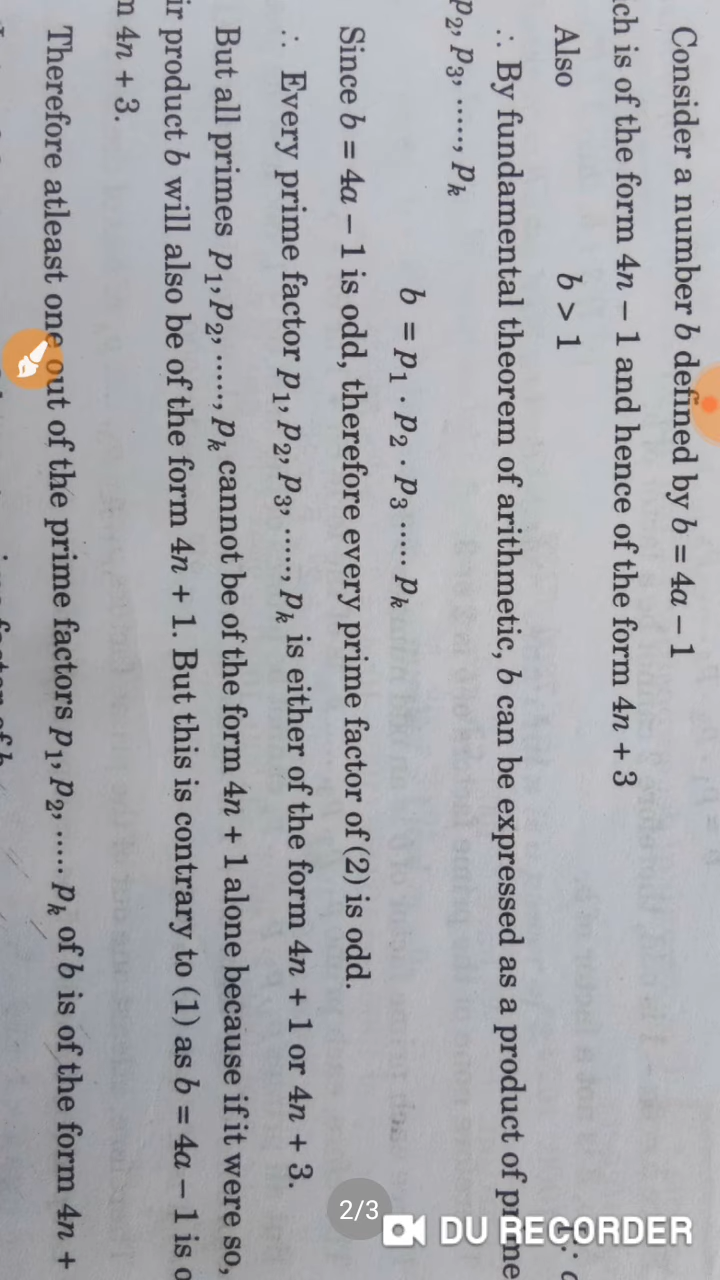 Consider a number b defined by b = 4a − 1
ch is of the form 4n − 1 and hence of the form 4n + 3
Also b > 1
∴ By fundamental theorem of arithmetic, b can be expressed as a product of prime
p₂, p₃, ....., pₖ
b = p₁ · p₂ · p₃ ..... pₖ
Since b = 4a − 1 is odd, therefore every prime factor of (2) is odd.
∴ Every prime factor p₁, p₂, p₃, ....., pₖ is either of the form 4n + 1 or 4n + 3.
But all primes p₁, p₂, ....., pₖ cannot be of the form 4n + 1 alone because if it were so,
ir product b will also be of the form 4n + 1. But this is contrary to (1) as b = 4a − 1 is o
m 4n + 3.
Therefore atleast one out of the prime factors p₁, p₂, ..... pₖ of b is of the form 4n +
2/3
DU RECORDER